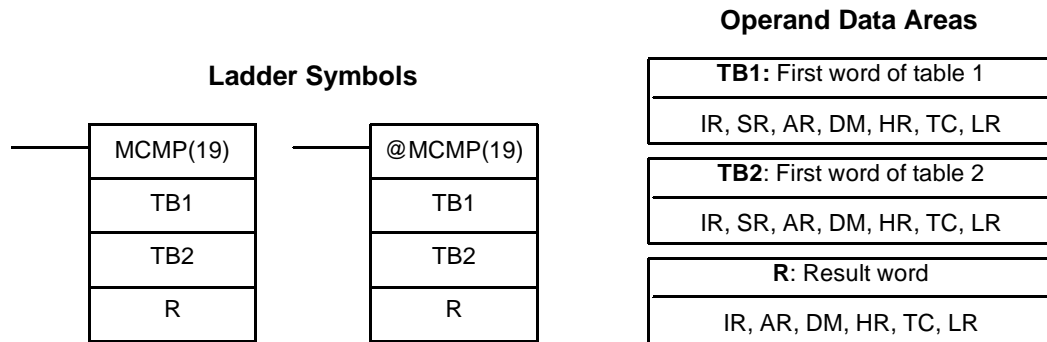 Operand Data Areas
Ladder Symbols
TB1: First word of table 1
IR, SR, AR, DM, HR, TC, LR
MCMP(19)
@MCMP(19)
TB2: First word of table 2
TB1
TB1
IR, SR, AR, DM, HR, TC, LR
TB2
TB2
R: Result word
R
R
IR, AR, DM, HR, TC, LR